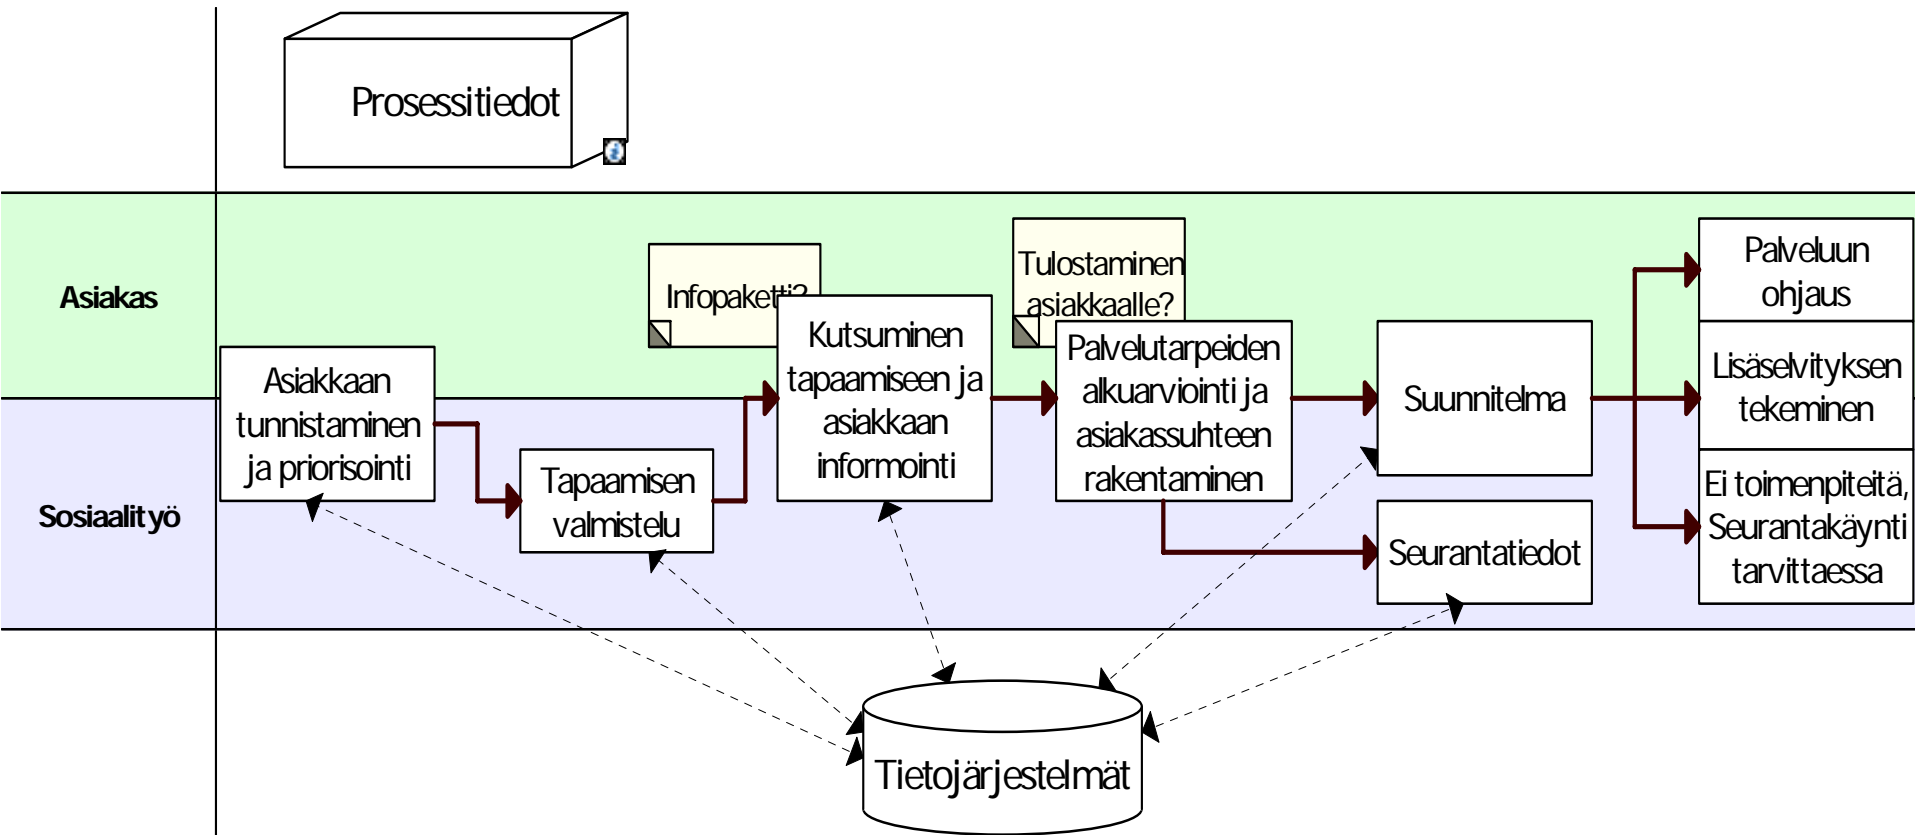 Prosessitiedot
Asiakas
Sosiaalityö
Asiakkaan
tunnistaminen
ja priorisointi
Tapaamisen
valmistelu
Infopaketti?
Kutsuminen
tapaamiseen ja
asiakkaan
informointi
Tulostaminen
asiakkaalle?
Palvelutarpeiden
alkuarviointi ja
asiakassuhteen
rakentaminen
Suunnitelma
Seurantatiedot
Palveluun
ohjaus
Lisäselvityksen
tekeminen
Ei toimenpiteitä,
Seurantakäynti
tarvittaessa
Tietojärjestelmät